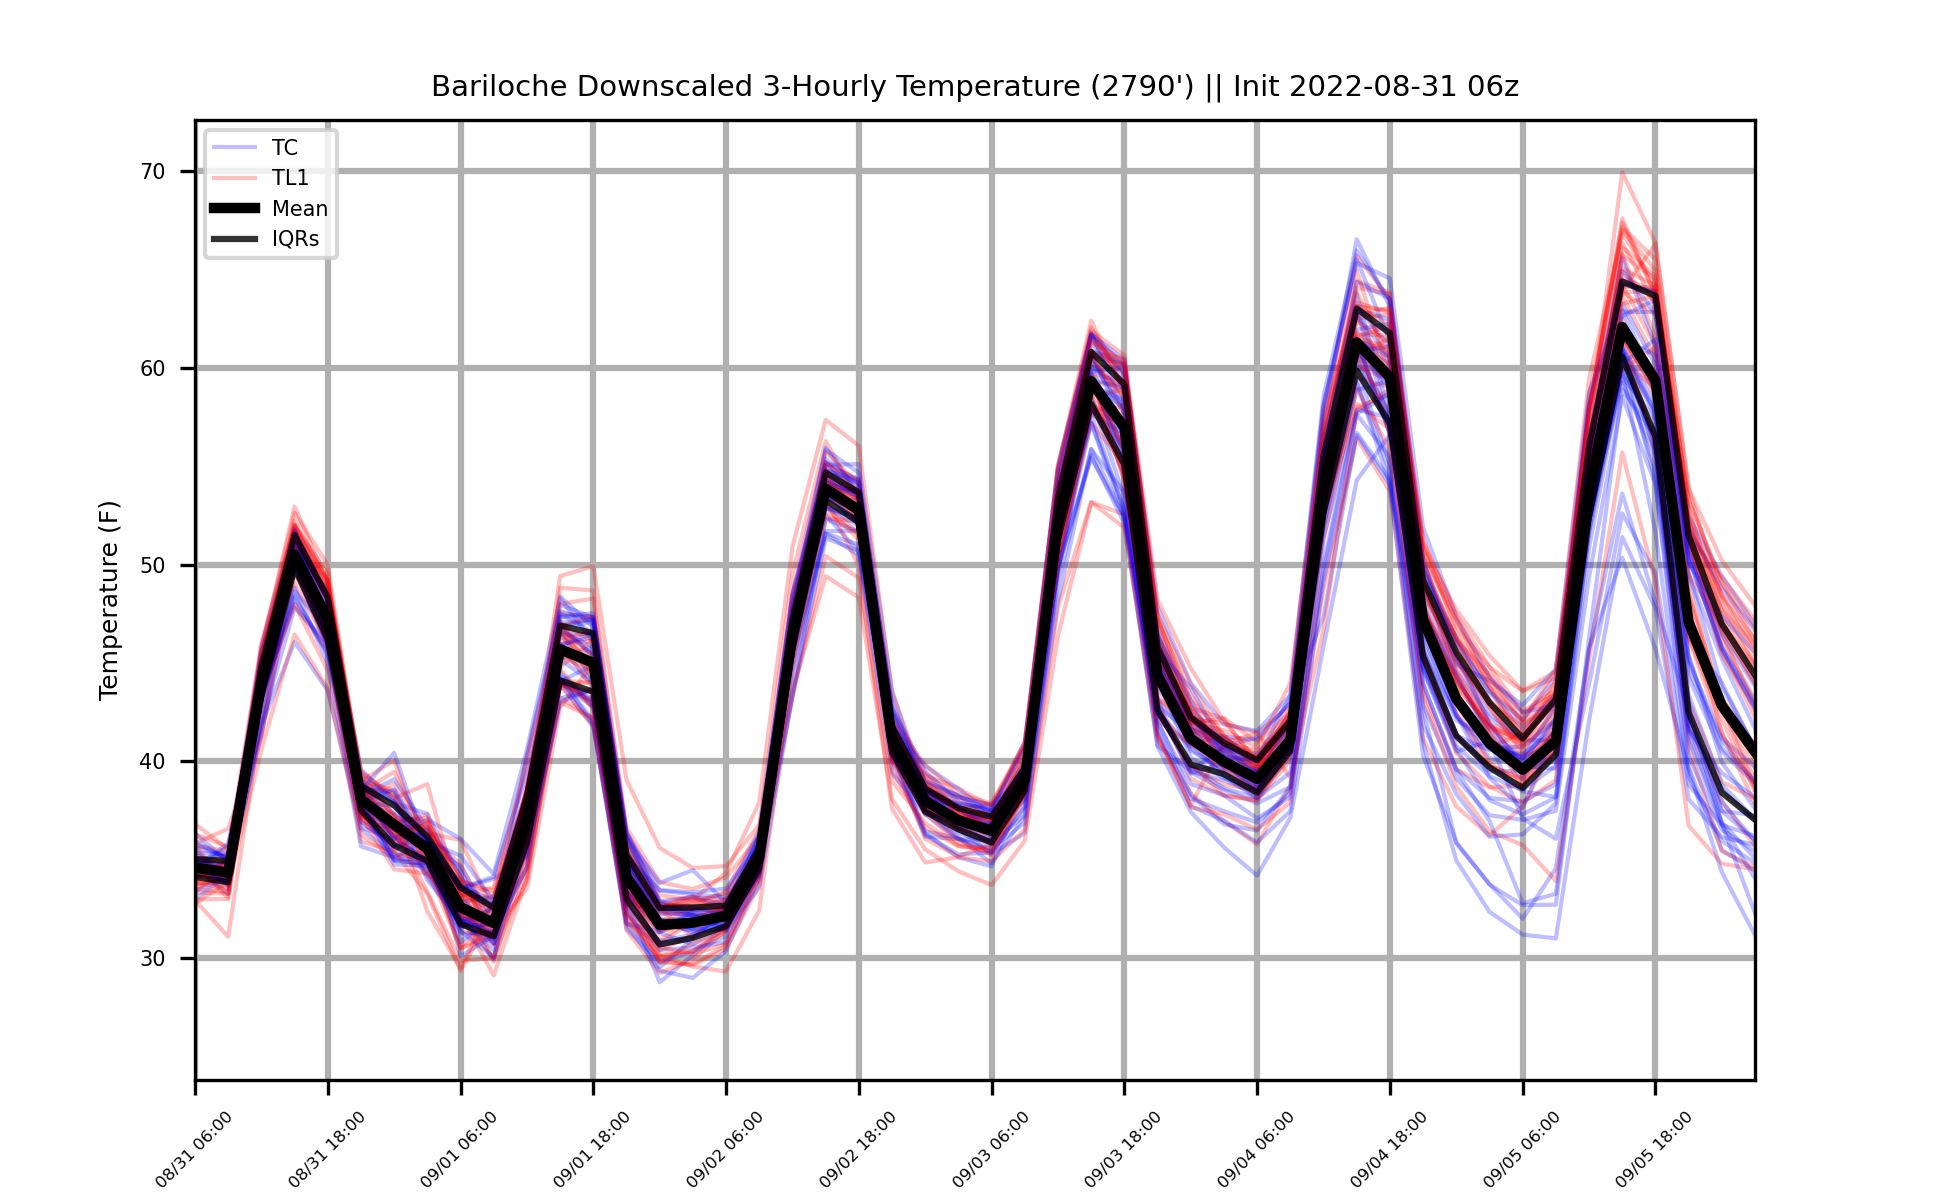 Bariloche Downscaled 3-Hourly Temperature (2790') || Init 2022-08-31 06z
TC
TL1
Mean
IQRs
Temperature (F)
70
60
50
40
30
08/31 06:00
08/31 18:00
09/01 06:00
09/01 18:00
09/02 06:00
09/02 18:00
09/03 06:00
09/03 18:00
09/04 06:00
09/04 18:00
09/05 06:00
09/05 18:00